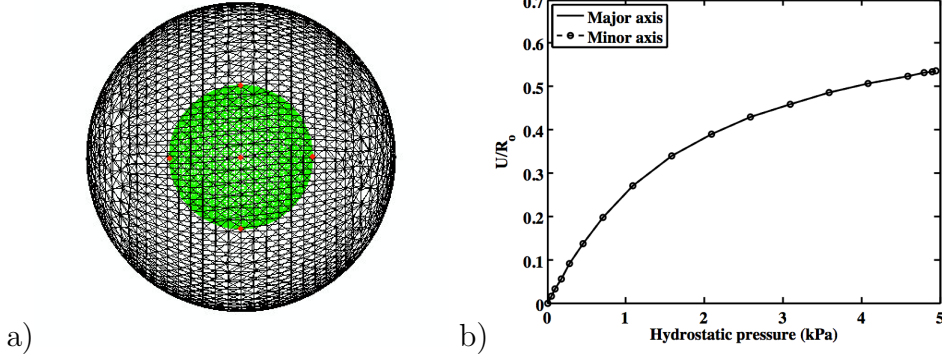 a)
b)
Major axis
Minor axis
0.7
0.6
0.5
0.4
0.3
0.2
0.1
0
U/R_o
0 1 2 3 4 5
Hydrostatic pressure (kPa)